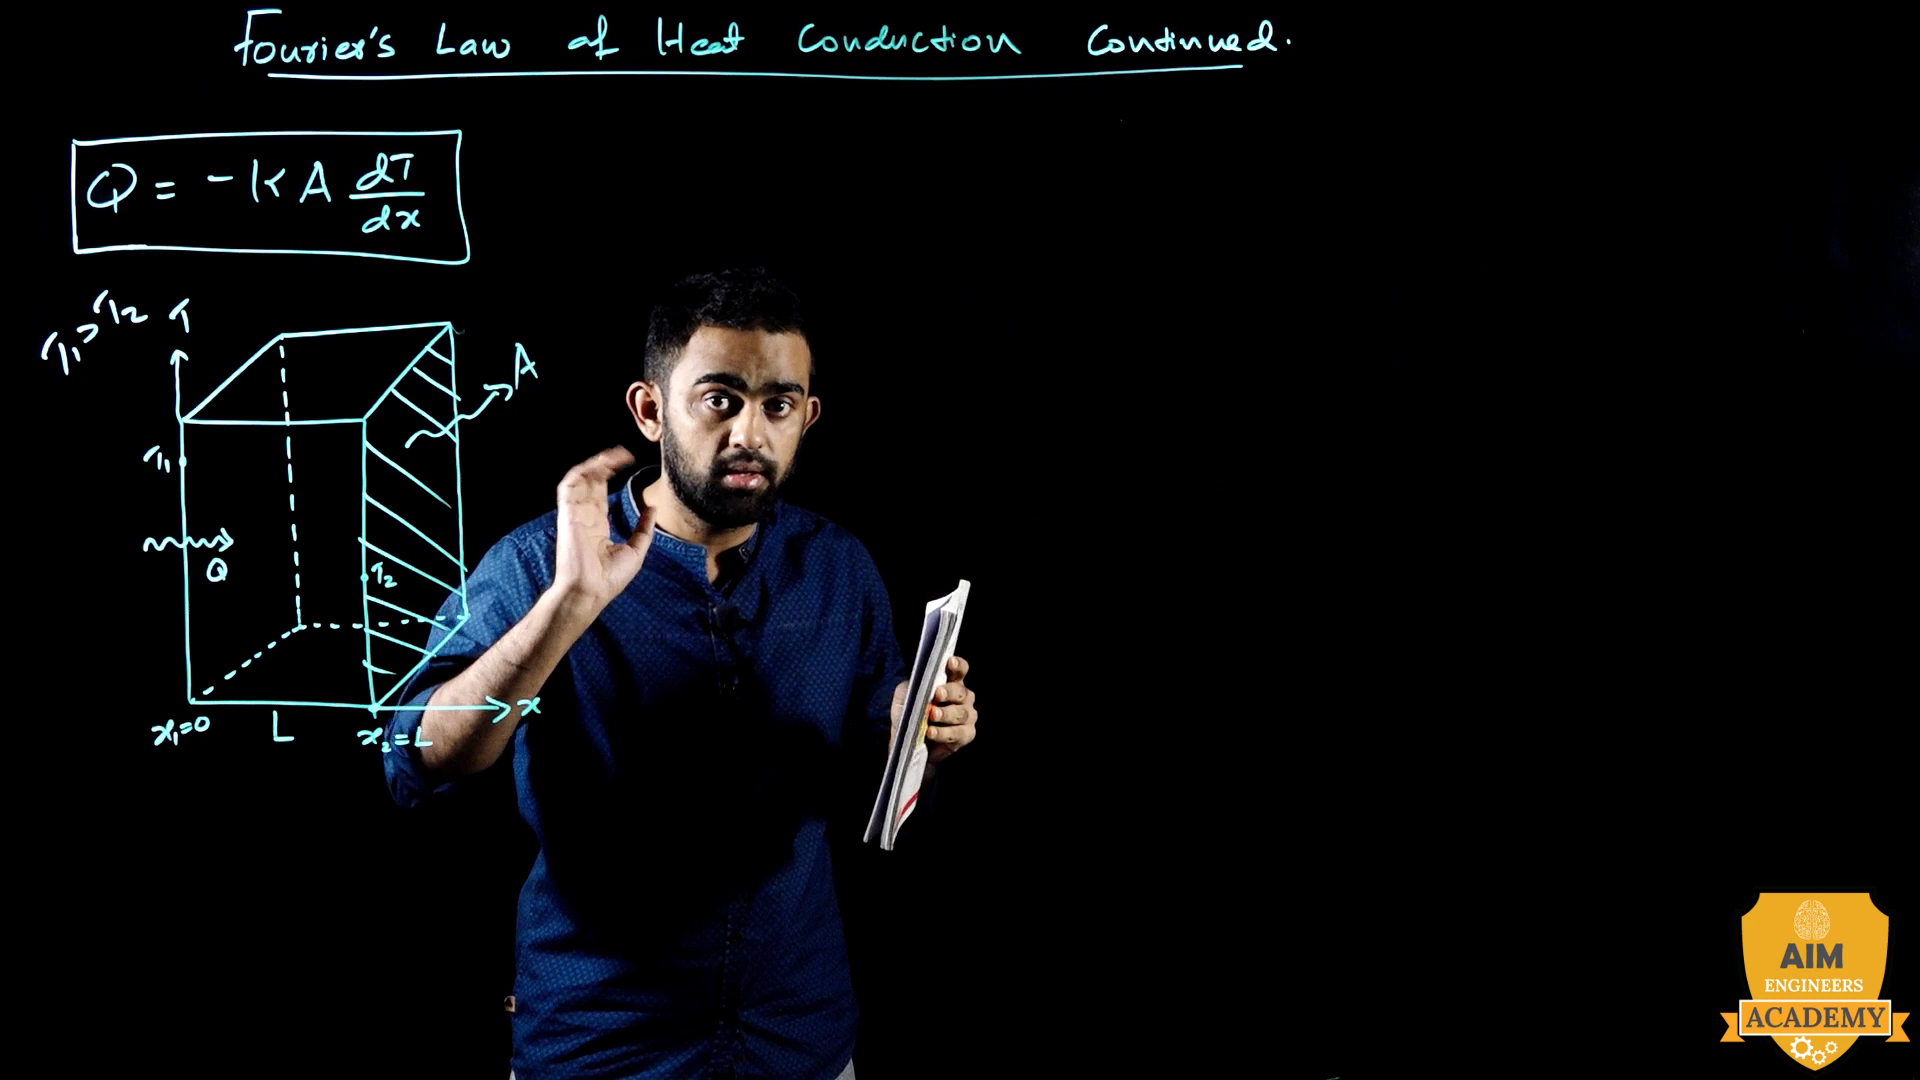 Fourier's Law of Heat Conduction Continued.
Q = -KA dT/dx
T₁>T₂
T
A
T₁
Q
T₂
x₁=0
L
x₂=L
x
AIM
ENGINEERS
ACADEMY